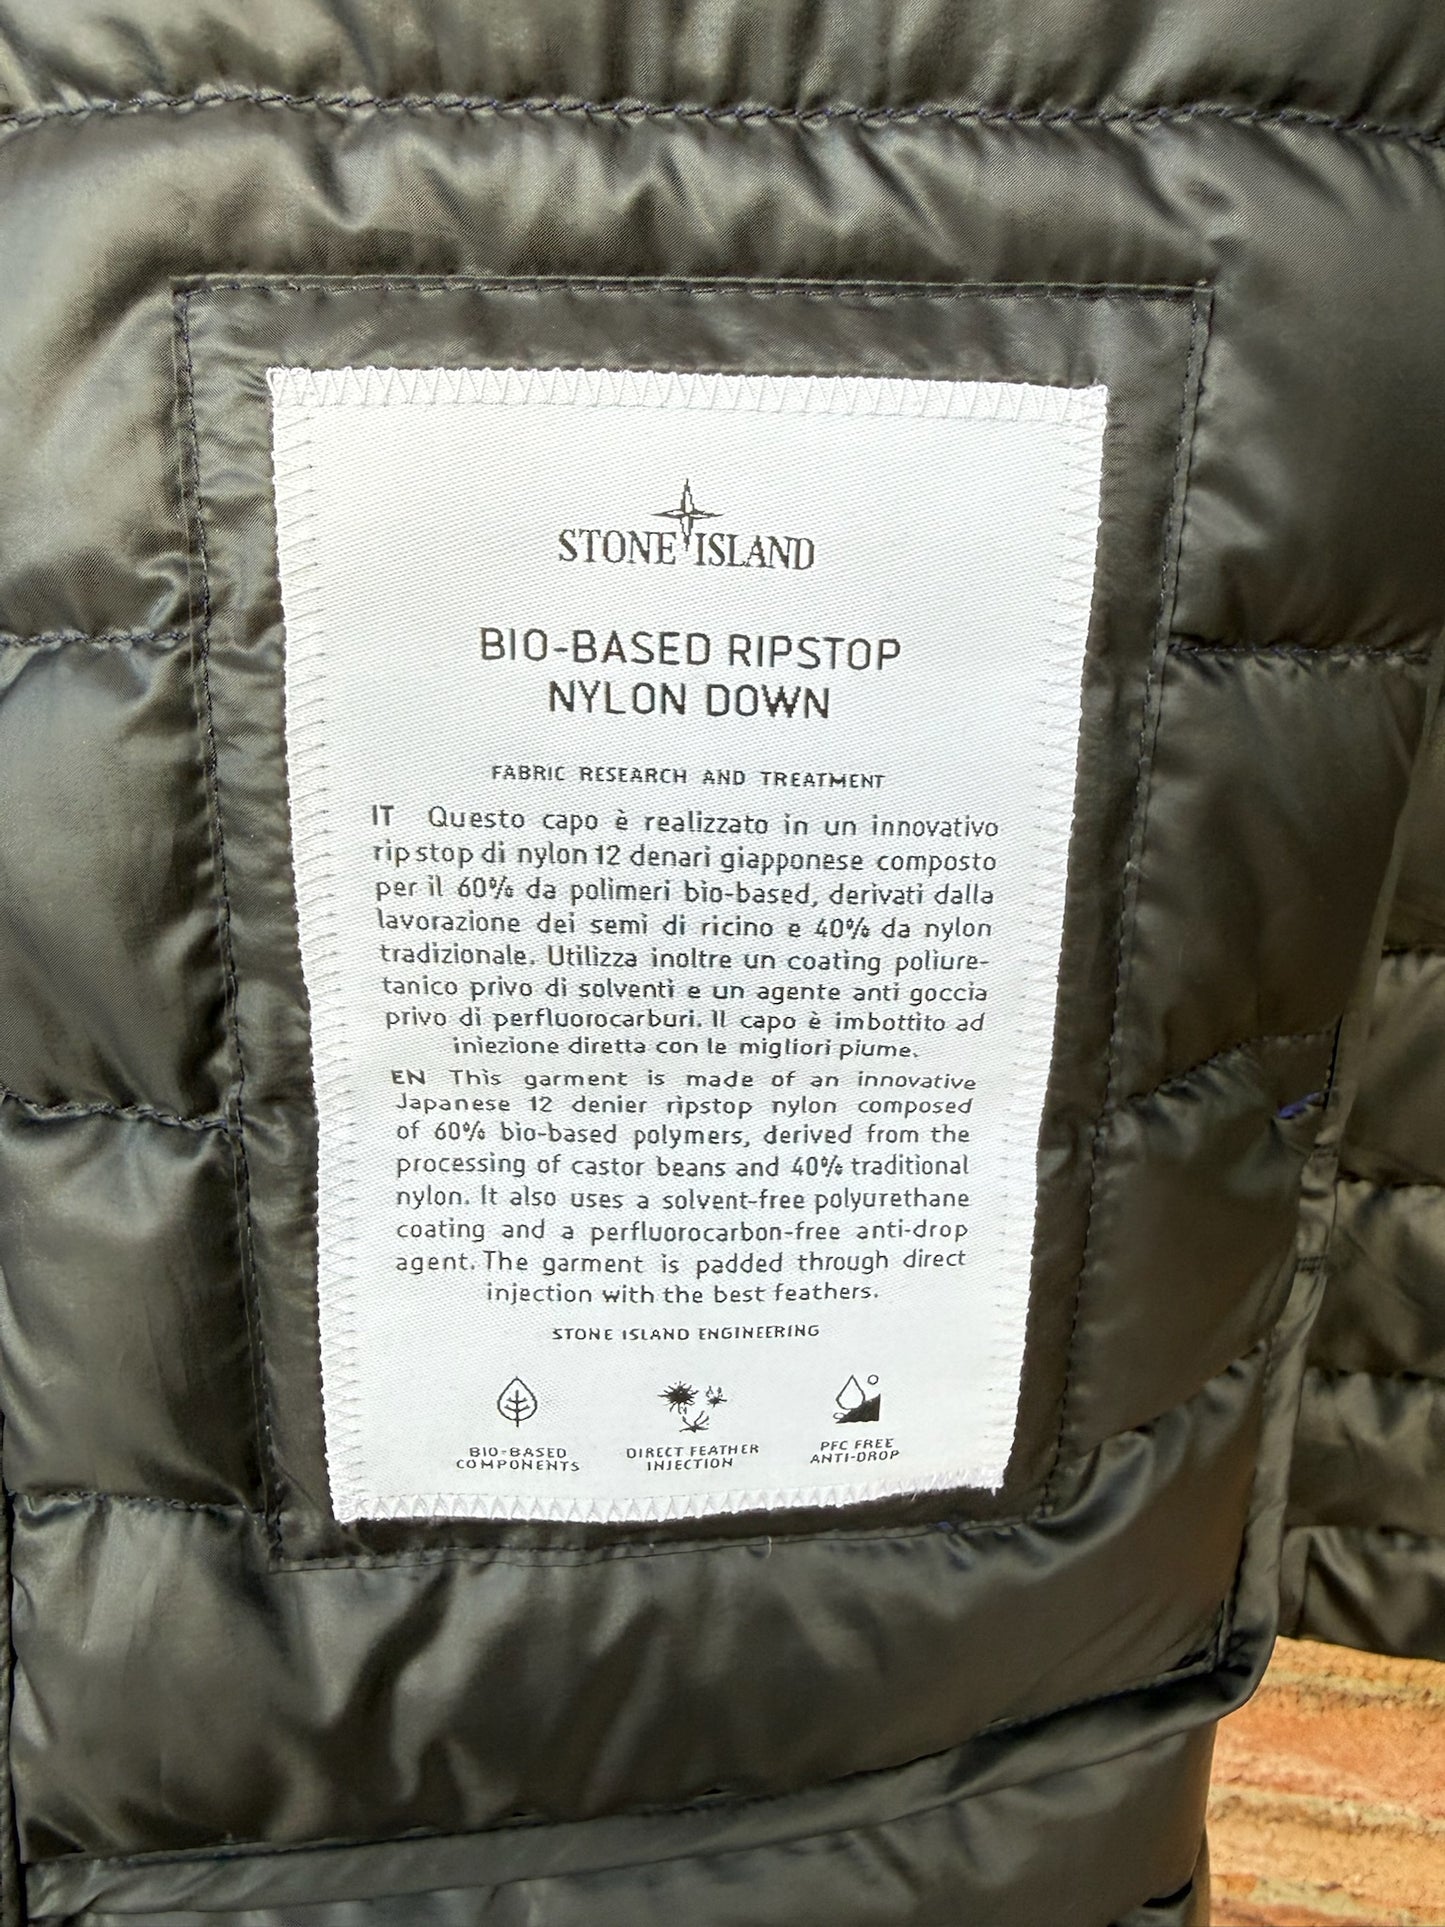 STONE ISLAND
BIO-BASED RIPSTOP
NYLON DOWN
FABRIC RESEARCH AND TREATMENT
IT Questo capo è realizzato in un innovativo
rip stop di nylon 12 denari giapponese composto
per il 60% da polimeri bio-based, derivati dalla
lavorazione dei semi di ricino e 40% da nylon
tradizionale. Utilizza inoltre un coating poliure-
tanico privo di solventi e un agente anti goccia
privo di perfluorocarburi. Il capo è imbottito ad
iniezione diretta con le migliori piume.
EN This garment is made of an innovative
Japanese 12 denier ripstop nylon composed
of 60% bio-based polymers, derived from the
processing of castor beans and 40% traditional
nylon. It also uses a solvent-free polyurethane
coating and a perfluorocarbon-free anti-drop
agent. The garment is padded through direct
injection with the best feathers.
STONE ISLAND ENGINEERING
BIO-BASED
COMPONENTS
DIRECT FEATHER
INJECTION
PFC FREE
ANTI-DROP